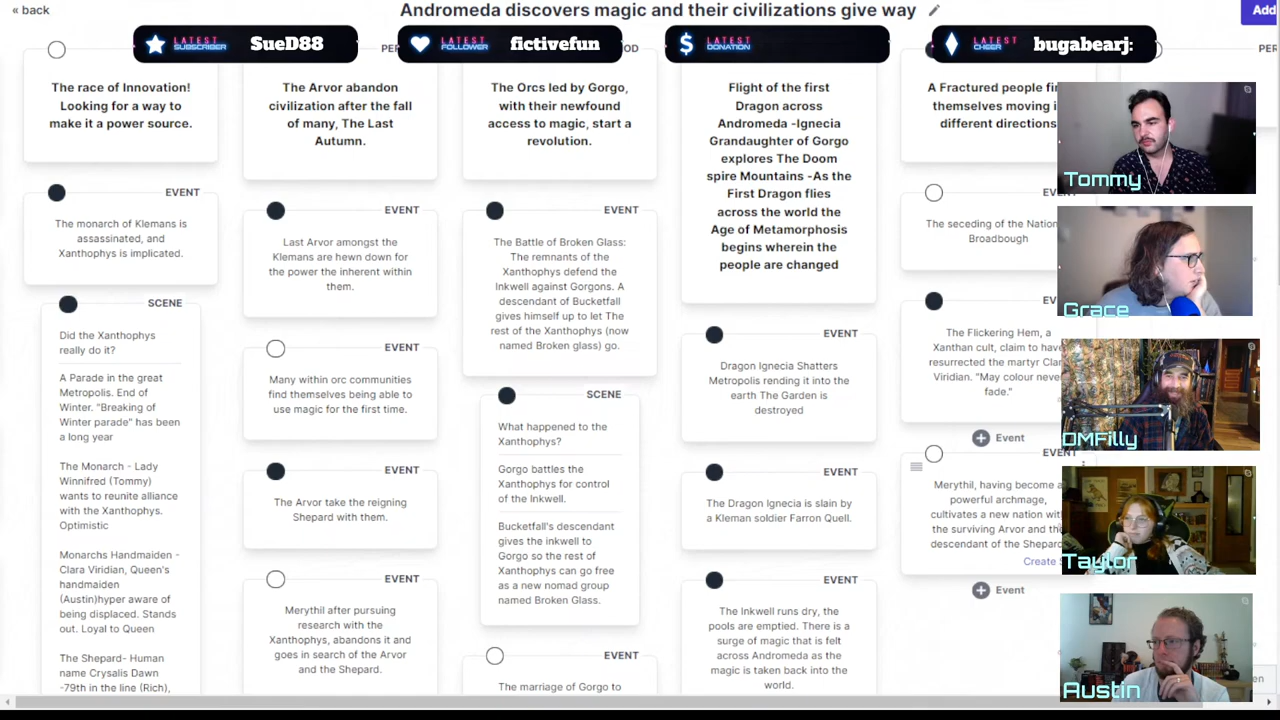 « back
Andromeda discovers magic and their civilizations give way
Add
LATEST SUBSCRIBER
SueD88
LATEST FOLLOWER
fictivefun
LATEST DONATION
LATEST CHEER
bugabearj:
PER
The race of Innovation!
Looking for a way to
make it a power source.
EVENT
The monarch of Klemans is
assassinated, and
Xanthophys is implicated.
SCENE
Did the Xanthophys
really do it?
A Parade in the great
Metropolis. End of
Winter. "Breaking of
Winter parade" has been
a long year
The Monarch - Lady
Winnifred (Tommy)
wants to reunite alliance
with the Xanthophys.
Optimistic
Monarchs Handmaiden -
Clara Viridian, Queen's
handmaiden
(Austin)hyper aware of
being displaced. Stands
out. Loyal to Queen
The Shepard- Human
name Crysalis Dawn
-79th in the line (Rich),
PER
The Arvor abandon
civilization after the fall
of many, The Last
Autumn.
EVENT
Last Arvor amongst the
Klemans are hewn down for
the power the inherent within
them.
EVENT
Many within orc communities
find themselves being able to
use magic for the first time.
EVENT
The Arvor take the reigning
Shepard with them.
EVENT
Merythil after pursuing
research with the
Xanthophys, abandons it and
goes in search of the Arvor
and the Shepard.
OD
The Orcs led by Gorgo,
with their newfound
access to magic, start a
revolution.
EVENT
The Battle of Broken Glass:
The remnants of the
Xanthophys defend the
Inkwell against Gorgons. A
descendant of Bucketfall
gives himself up to let The
rest of the Xanthophys (now
named Broken glass) go.
SCENE
What happened to the
Xanthophys?
Gorgo battles the
Xanthophys for control
of the Inkwell.
Bucketfall's descendant
gives the inkwell to
Gorgo so the rest of
Xanthophys can go free
as a new nomad group
named Broken Glass.
EVENT
The marriage of Gorgo to
Flight of the first
Dragon across
Andromeda -Ignecia
Grandaughter of Gorgo
explores The Doom
spire Mountains -As the
First Dragon flies
across the world the
Age of Metamorphosis
begins wherein the
people are changed
EVENT
Dragon Ignecia Shatters
Metropolis rending it into the
earth The Garden is
destroyed
EVENT
The Dragon Ignecia is slain by
a Kleman soldier Farron Quell.
EVENT
The Inkwell runs dry, the
pools are emptied. There is a
surge of magic that is felt
across Andromeda as the
magic is taken back into the
world.
A Fractured people fin
themselves moving i
different directions
EVE
The seceding of the Nation
Broadbough
EV
The Flickering Hem, a
Xanthan cult, claim to have
resurrected the martyr Clar
Viridian. "May colour never
fade."
Event
EVENT
Merythil, having become a
powerful archmage,
cultivates a new nation wit
the surviving Arvor and the
descendant of the Shepard
Create S
Event
Tommy
Grace
DMFilly
Taylor
Austin
en